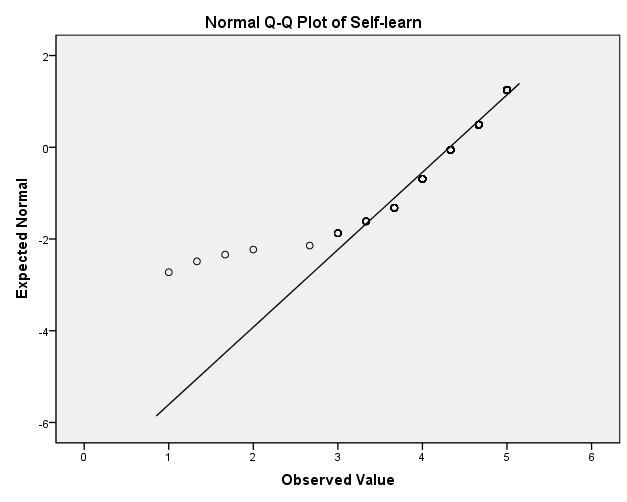 Normal Q-Q Plot of Self-learn
2
0
-2
-4
-6
Expected Normal
0 1 2 3 4 5 6
Observed Value